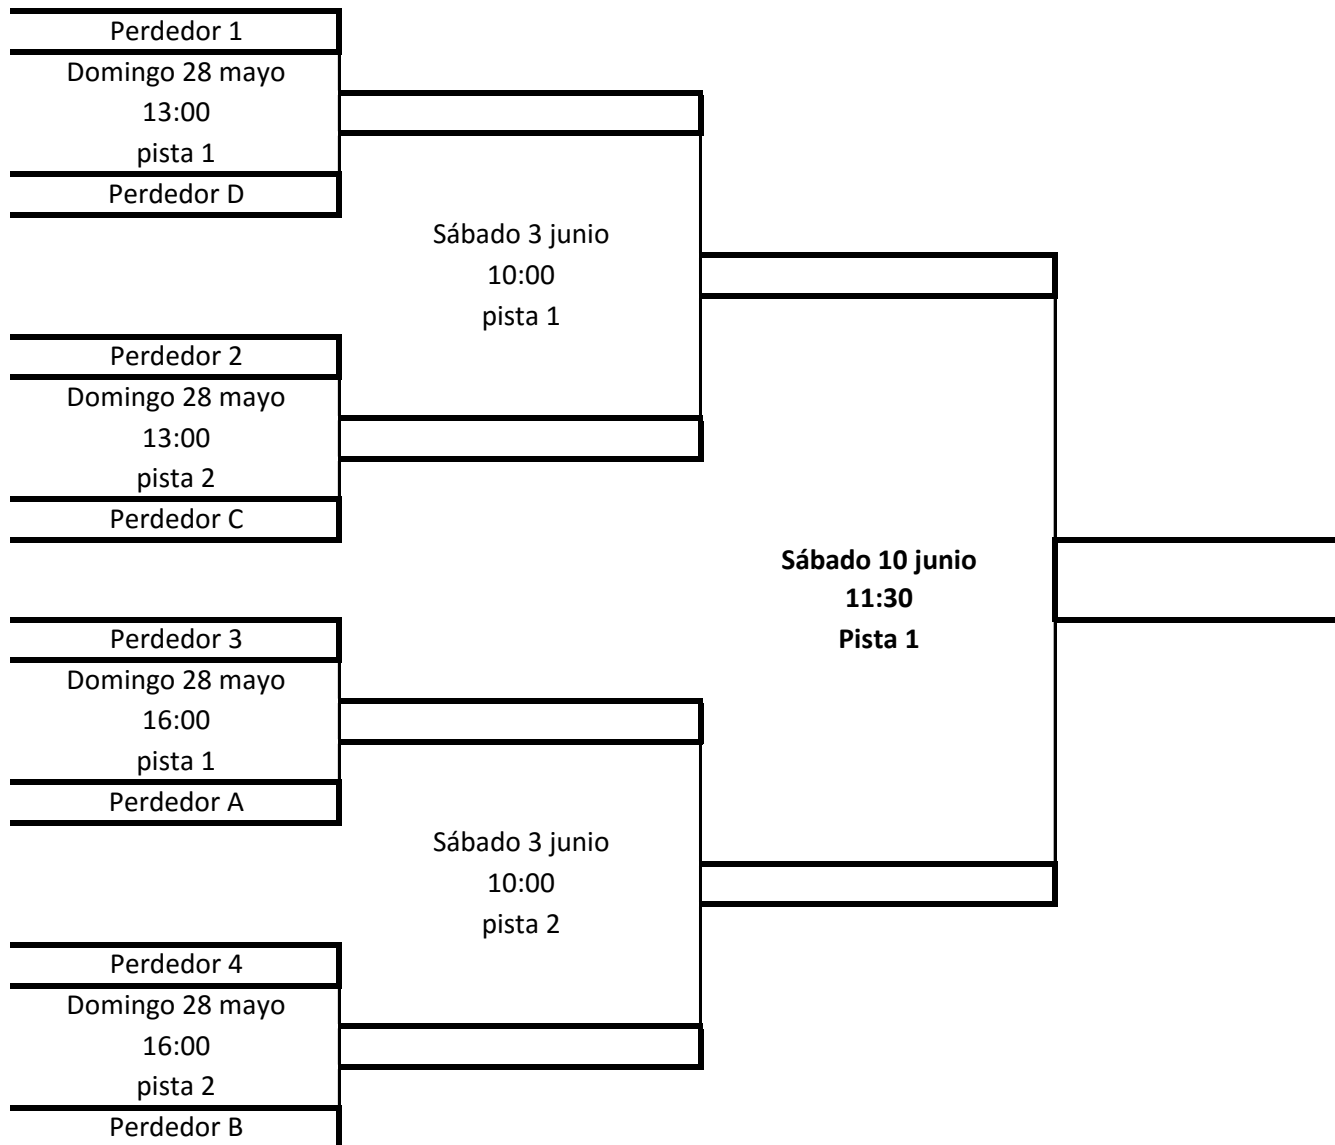 Perdedor 1
Domingo 28 mayo
13:00
pista 1
Perdedor D
Sábado 3 junio
10:00
pista 1
Perdedor 2
Domingo 28 mayo
13:00
pista 2
Perdedor C
Sábado 10 junio
11:30
Pista 1
Perdedor 3
Domingo 28 mayo
16:00
pista 1
Perdedor A
Sábado 3 junio
10:00
pista 2
Perdedor 4
Domingo 28 mayo
16:00
pista 2
Perdedor B